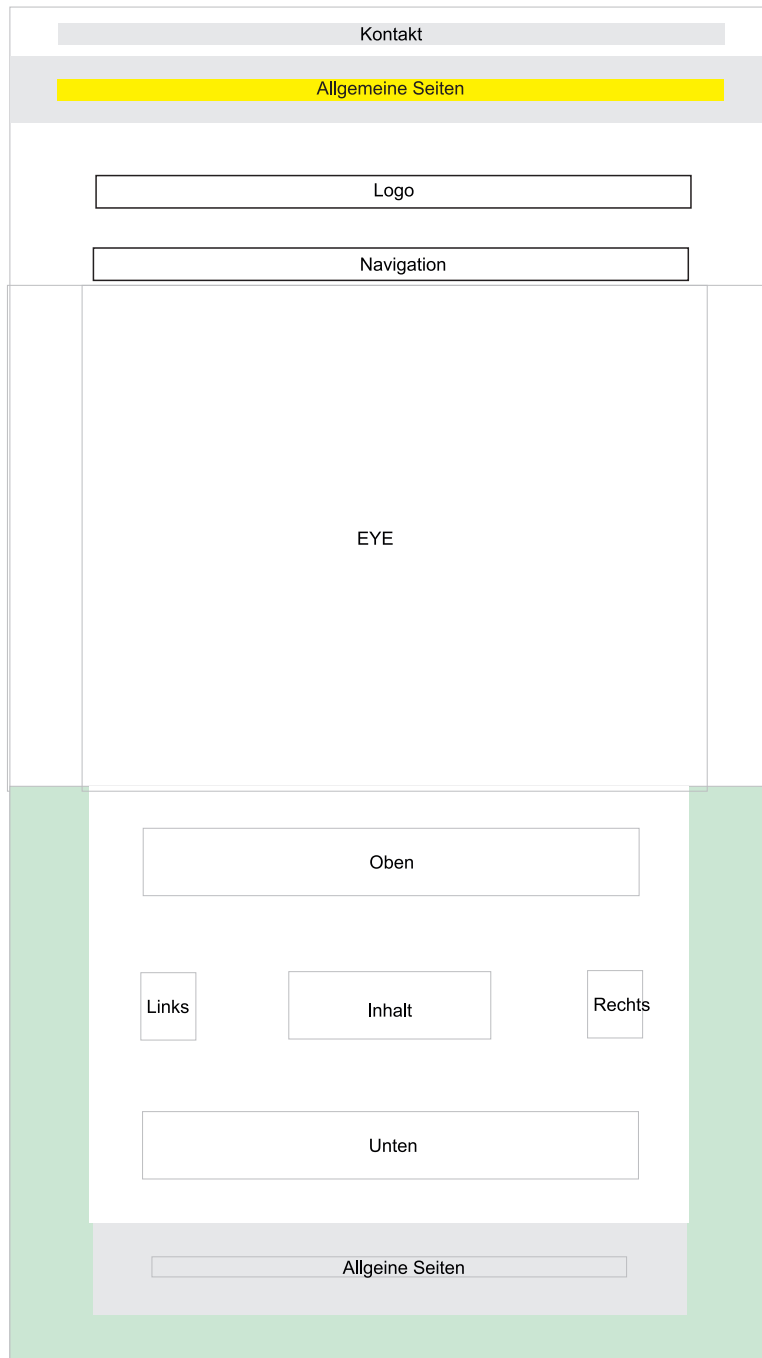 Kontakt
Allgemeine Seiten
Logo
Navigation
EYE
Oben
Links
Inhalt
Rechts
Unten
Allgeine Seiten